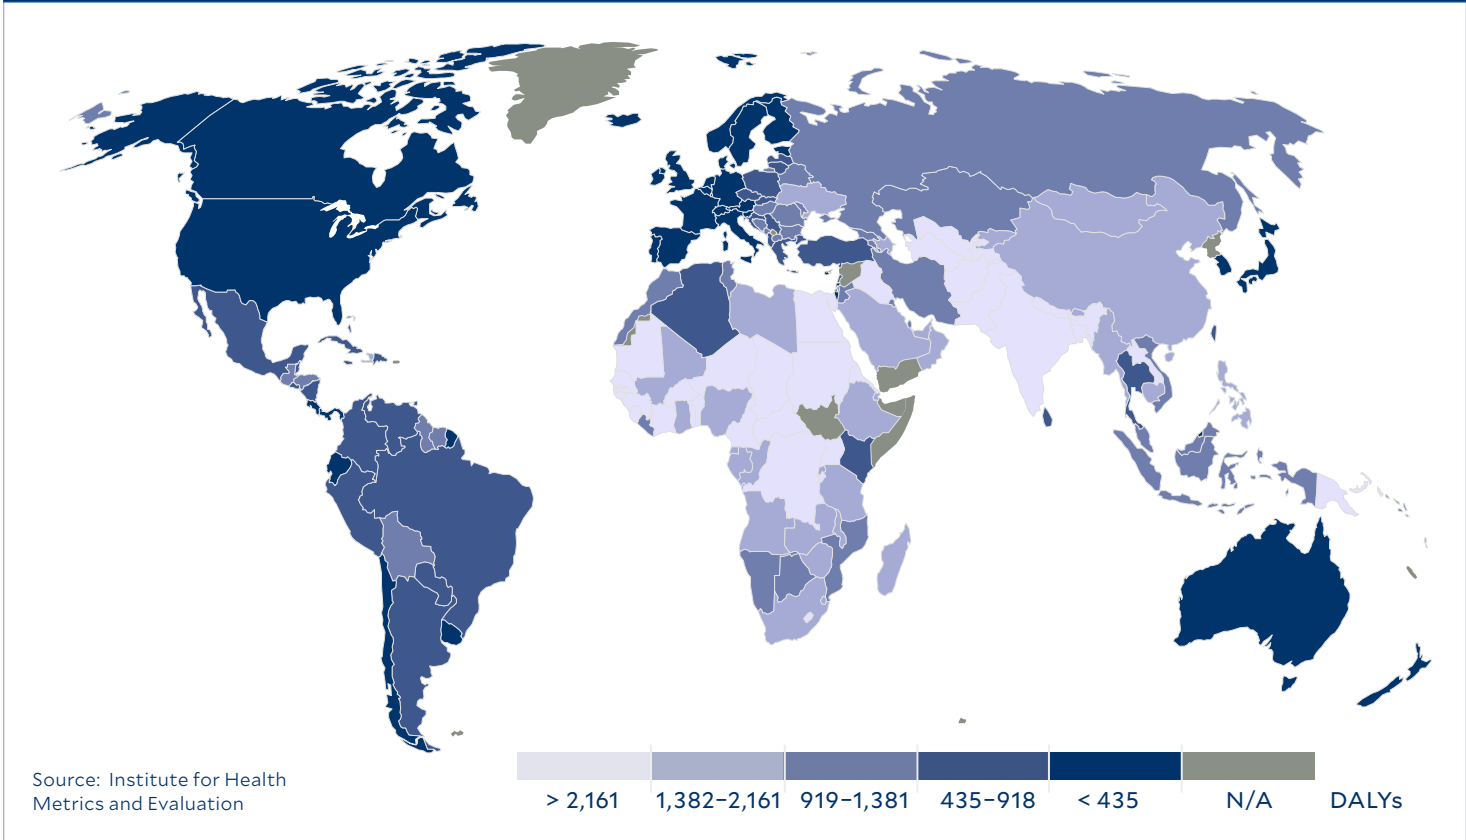 Source: Institute for Health
Metrics and Evaluation
> 2,161 1,382–2,161 919–1,381 435–918 < 435 N/A DALYs